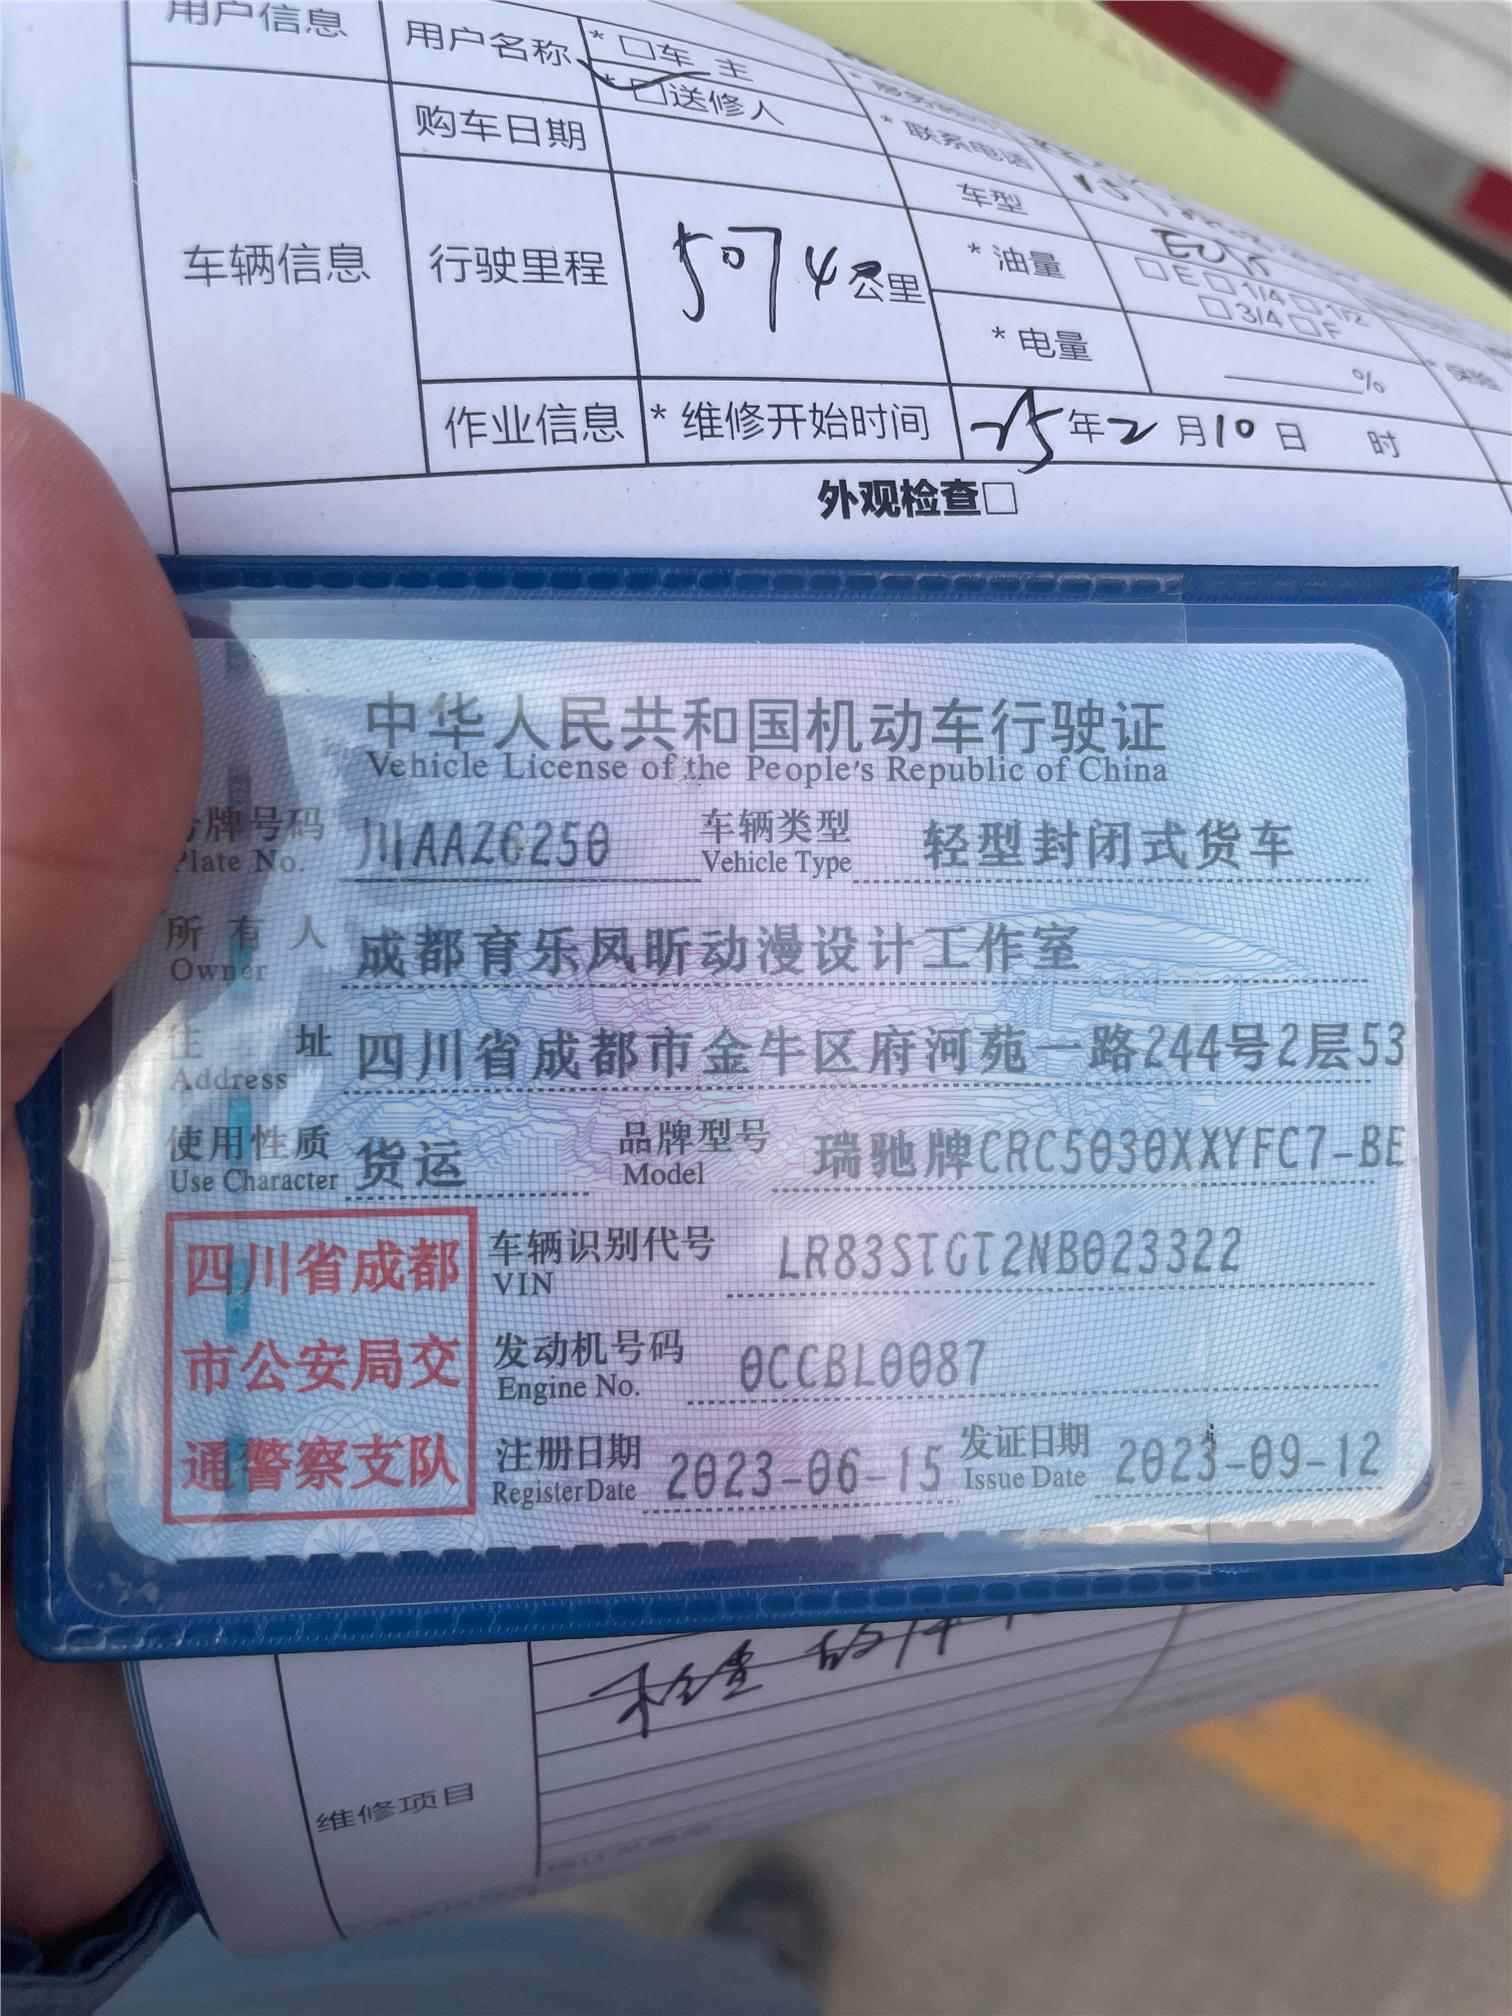 用户信息
用户名称
* □车 主
* □送修人
* 联系电话
车辆信息
购车日期
车型
行驶里程
5074公里
* 油量
□E □1/4 □1/2
□3/4 □F
* 电量
%
作业信息
* 维修开始时间
25年2月10日 时
外观检查□
中华人民共和国机动车行驶证
Vehicle License of the People's Republic of China
号牌号码 川AAZ6250 车辆类型 轻型封闭式货车
Plate No. Vehicle Type
所有人 成都育乐凤昕动漫设计工作室
Owner
住址 四川省成都市金牛区府河苑一路244号2层53
Address
使用性质 货运 品牌型号 瑞驰牌CRC5030XXYFC7-BE
Use Character Model
四川省成都
市公安局交
通警察支队
车辆识别代号 LR83STGT2NB023322
VIN
发动机号码 0CCBL0087
Engine No.
注册日期 2023-06-15 发证日期 2023-09-12
Register Date Issue Date
检查故障
维修项目